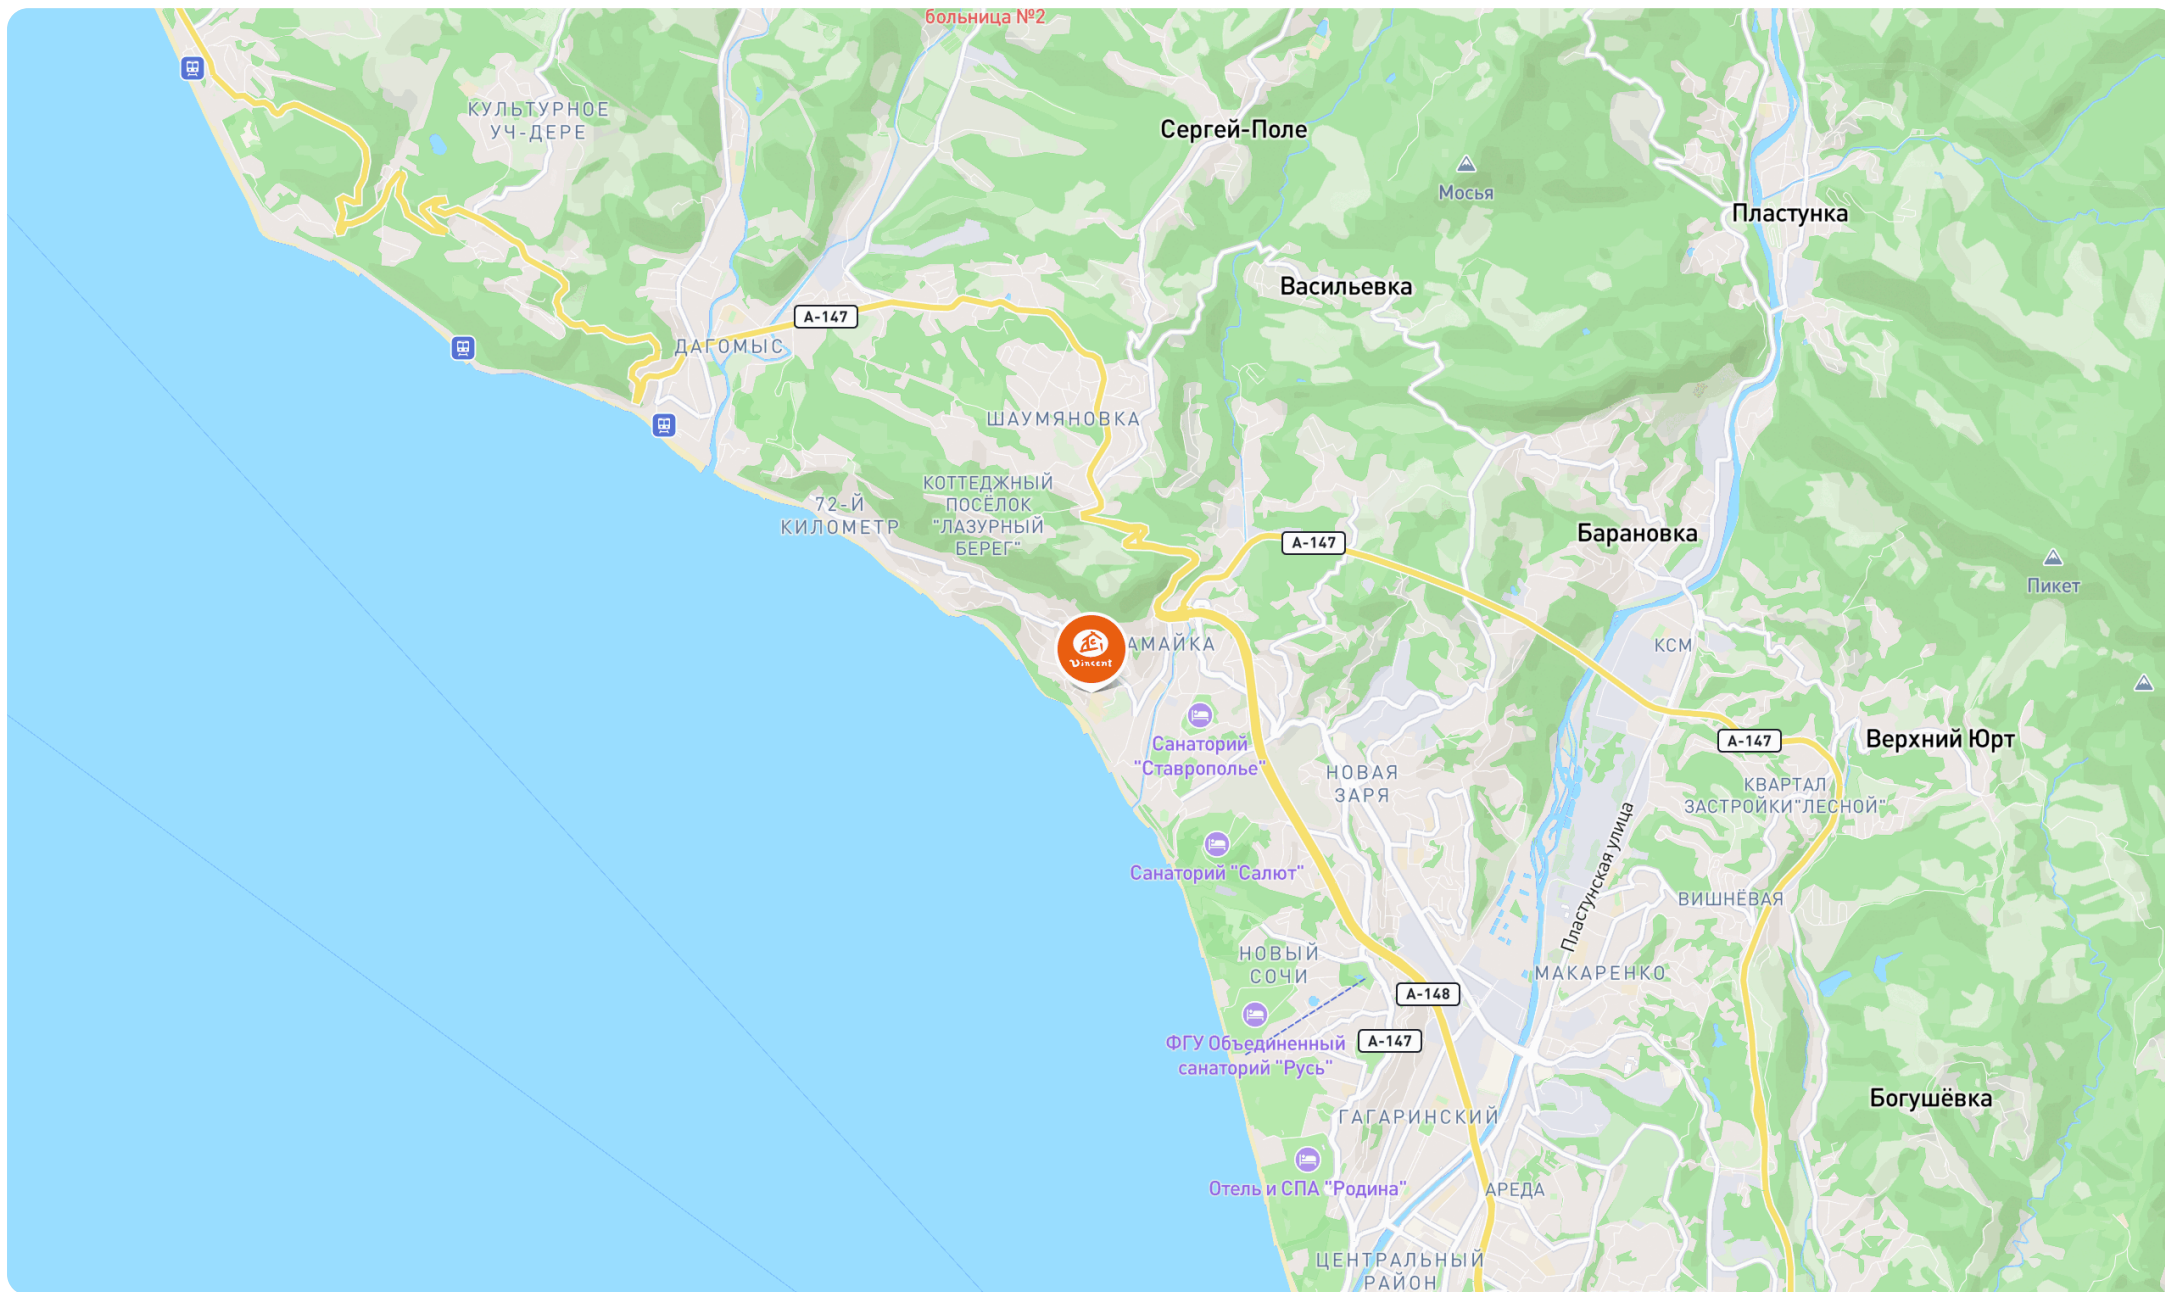 больница №2
КУЛЬТУРНОЕ
УЧ-ДЕРЕ
Сергей-Поле
Мосья
Пластунка
Васильевка
А-147
ДАГОМЫС
ШАУМЯНОВКА
КОТТЕДЖНЫЙ
ПОСЁЛОК
"ЛАЗУРНЫЙ
БЕРЕГ"
72-Й
КИЛОМЕТР
А-147
Барановка
Пикет
Vincent
АМАЙКА
КСМ
Санаторий
"Ставрополье"
А-147
Верхний Юрт
НОВАЯ
ЗАРЯ
КВАРТАЛ
ЗАСТРОЙКИ"ЛЕСНОЙ"
Пластунская улица
Санаторий "Салют"
ВИШНЁВАЯ
НОВЫЙ
СОЧИ
МАКАРЕНКО
А-148
ФГУ Объединенный
санаторий "Русь"
А-147
Богушёвка
ГАГАРИНСКИЙ
Отель и СПА "Родина"
АРЕДА
ЦЕНТРАЛЬНЫЙ
РАЙОН